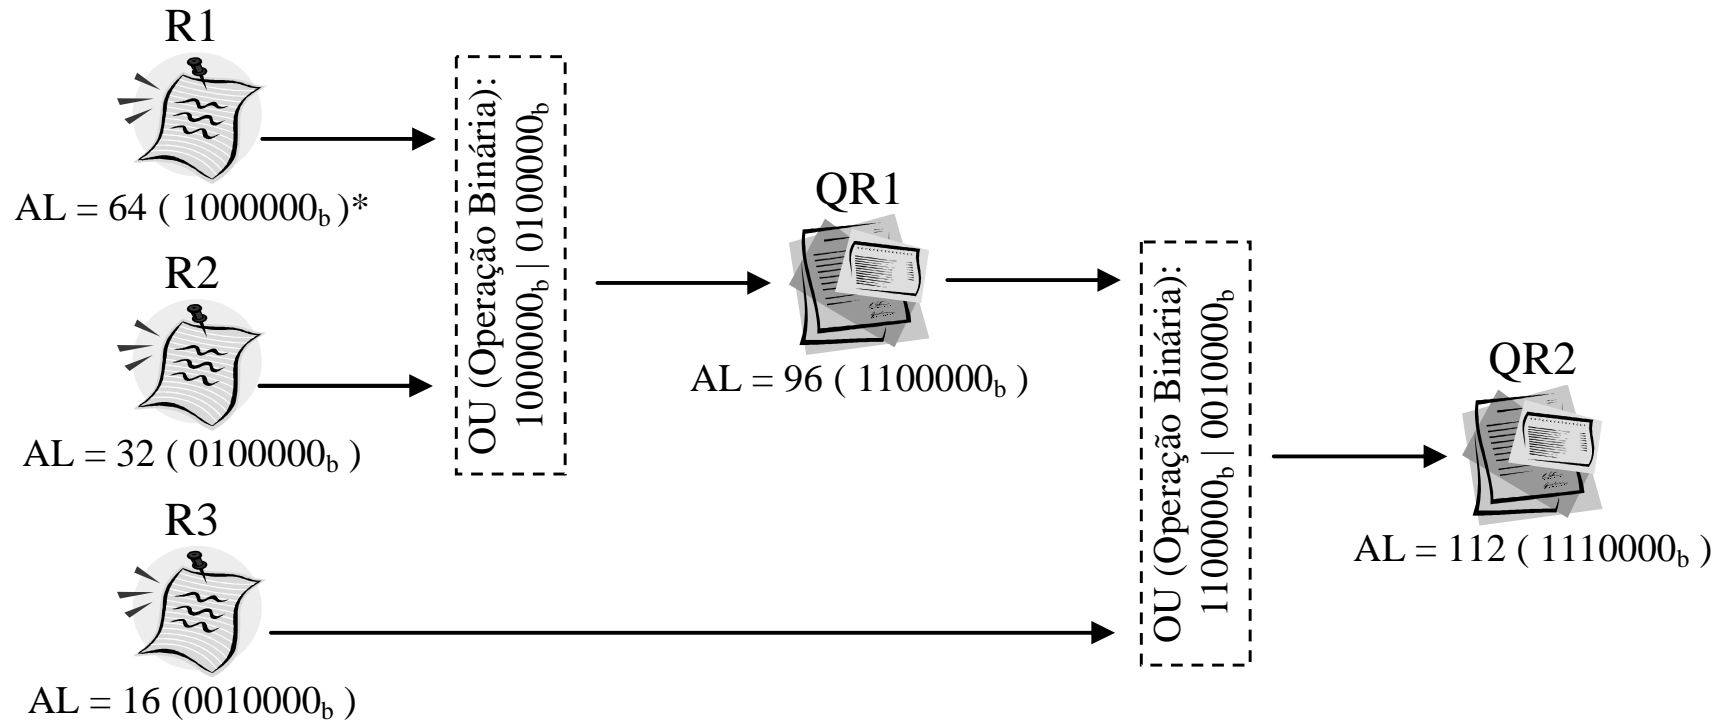 R1
AL = 64 ( 1000000b )*
R2
AL = 32 ( 0100000b )
R3
AL = 16 (0010000b )
OU (Operação Binária):
1000000b | 0100000b
QR1
AL = 96 ( 1100000b )
OU (Operação Binária):
1100000b | 0010000b
QR2
AL = 112 ( 1110000b )